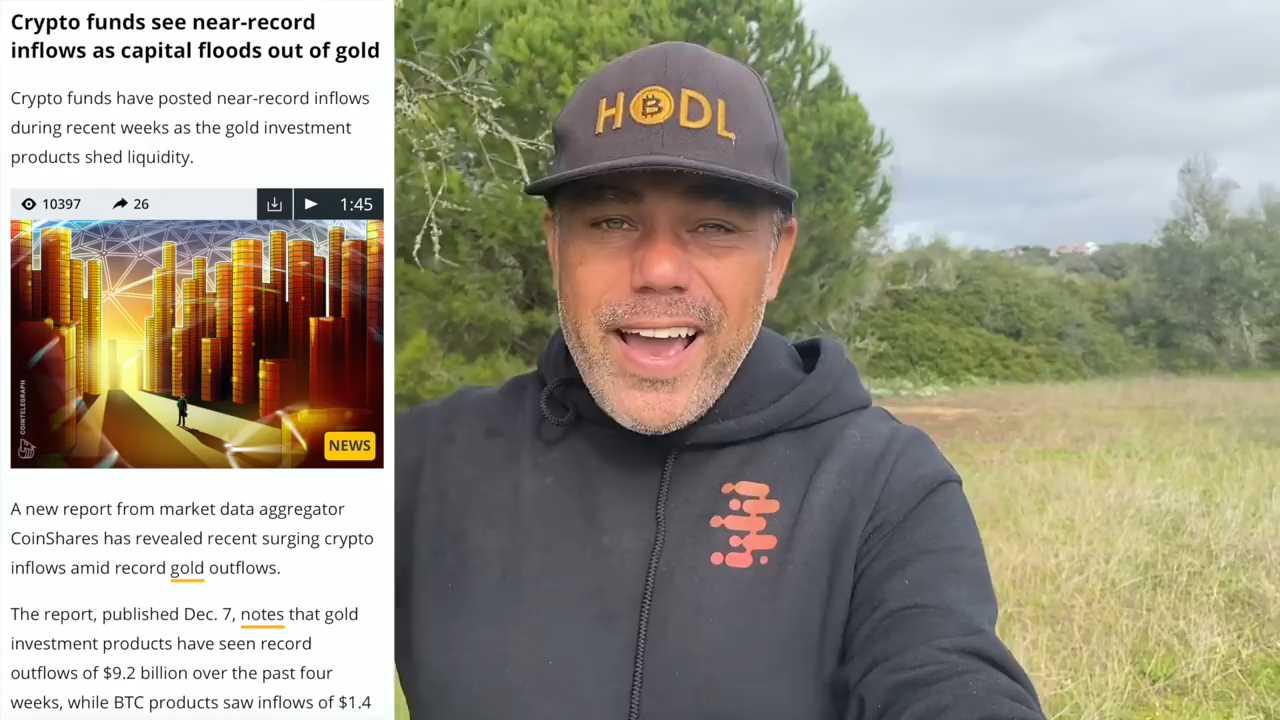 Crypto funds see near-record
inflows as capital floods out of gold
Crypto funds have posted near-record inflows
during recent weeks as the gold investment
products shed liquidity.
10397
26
1:45
COINTELEGRAPH
NEWS
A new report from market data aggregator
CoinShares has revealed recent surging crypto
inflows amid record gold outflows.
The report, published Dec. 7, notes that gold
investment products have seen record
outflows of $9.2 billion over the past four
weeks, while BTC products saw inflows of $1.4
HODL